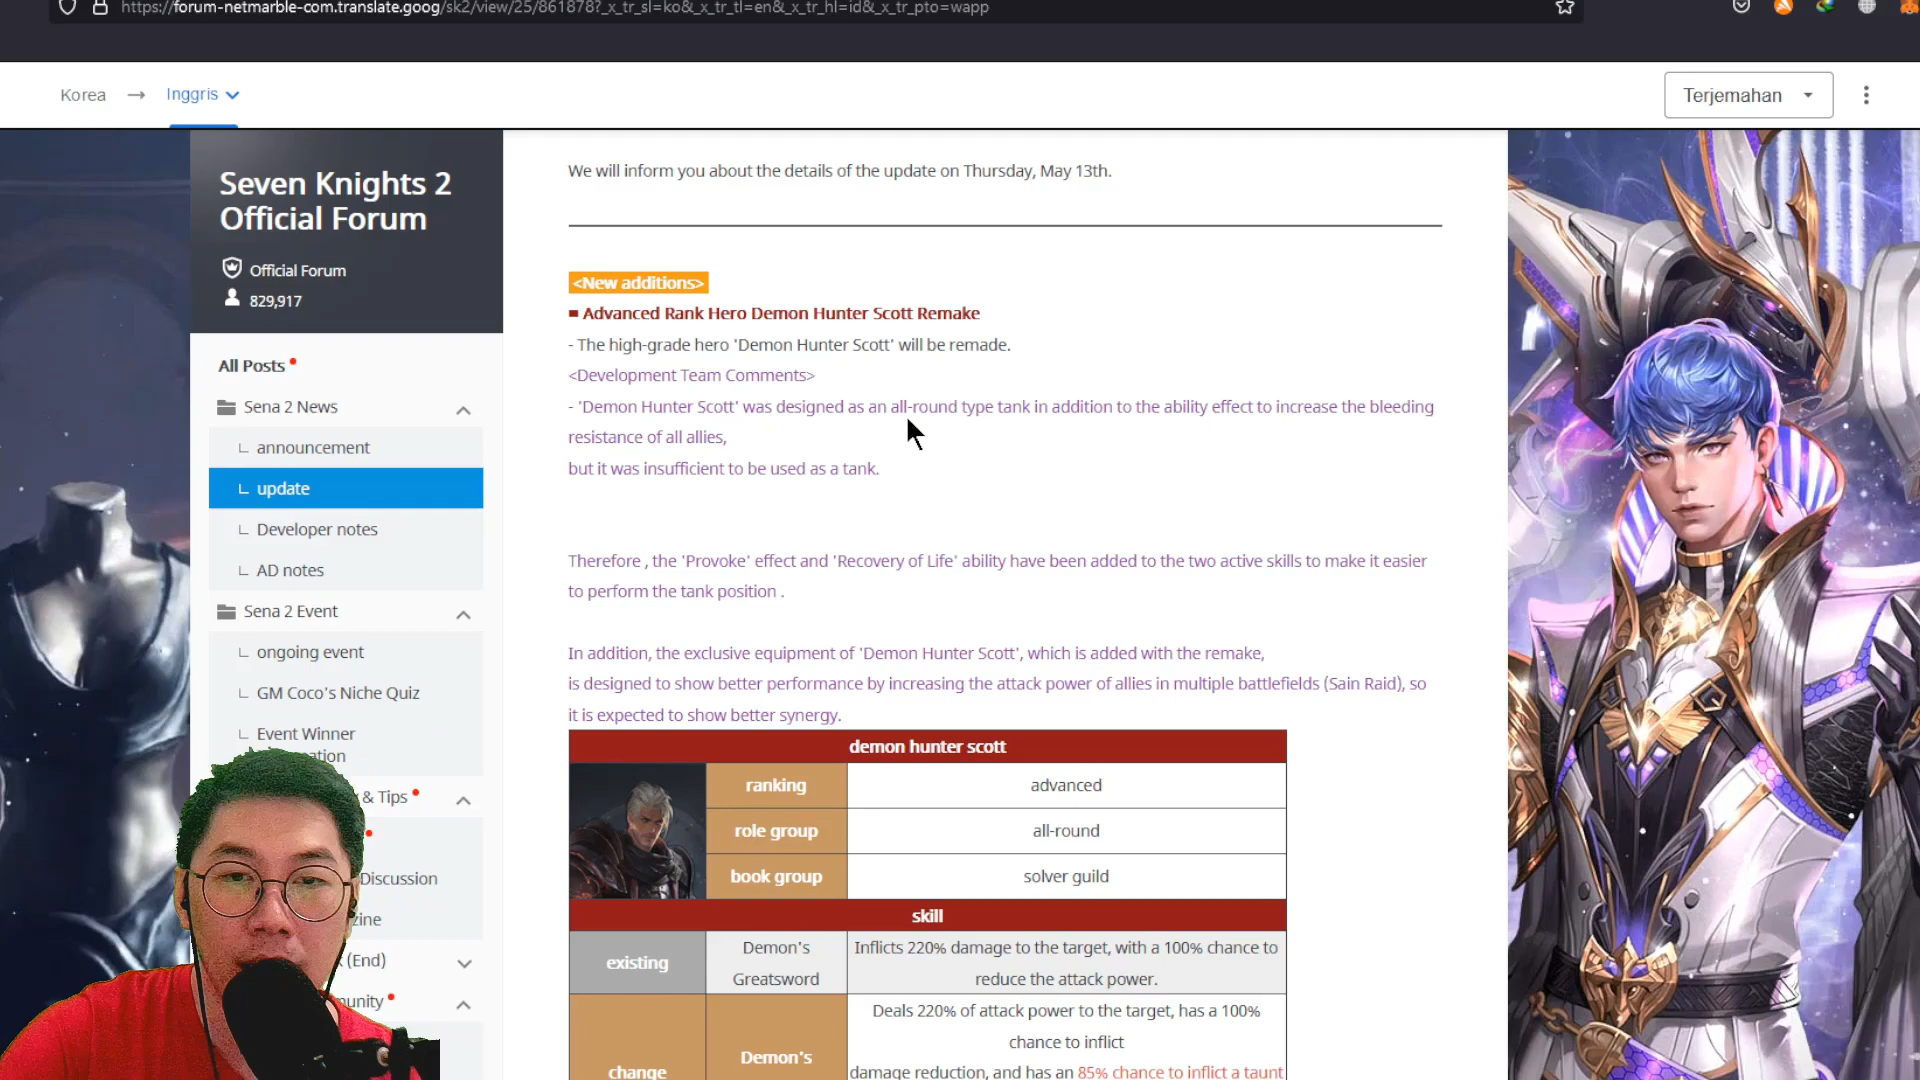 https://forum-netmarble-com.translate.goog/sk2/view/25/861878?_x_tr_sl=ko&_x_tr_tl=en&_x_tr_hl=id&_x_tr_pto=wapp
Korea → Inggris
Terjemahan
Seven Knights 2
Official Forum
Official Forum
829,917
All Posts
Sena 2 News
announcement
update
Developer notes
AD notes
Sena 2 Event
ongoing event
GM Coco's Niche Quiz
Event Winner
& Tips
Discussion
(End)
We will inform you about the details of the update on Thursday, May 13th.
<New additions>
■ Advanced Rank Hero Demon Hunter Scott Remake
- The high-grade hero 'Demon Hunter Scott' will be remade.
<Development Team Comments>
- 'Demon Hunter Scott' was designed as an all-round type tank in addition to the ability effect to increase the bleeding
resistance of all allies,
but it was insufficient to be used as a tank.
Therefore , the 'Provoke' effect and 'Recovery of Life' ability have been added to the two active skills to make it easier
to perform the tank position .
In addition, the exclusive equipment of 'Demon Hunter Scott', which is added with the remake,
is designed to show better performance by increasing the attack power of allies in multiple battlefields (Sain Raid), so
it is expected to show better synergy.
demon hunter scott
ranking advanced
role group all-round
book group solver guild
skill
existing
Demon's
Greatsword
Inflicts 220% damage to the target, with a 100% chance to
reduce the attack power.
change
Demon's
Deals 220% of attack power to the target, has a 100%
chance to inflict
damage reduction, and has an 85% chance to inflict a taunt